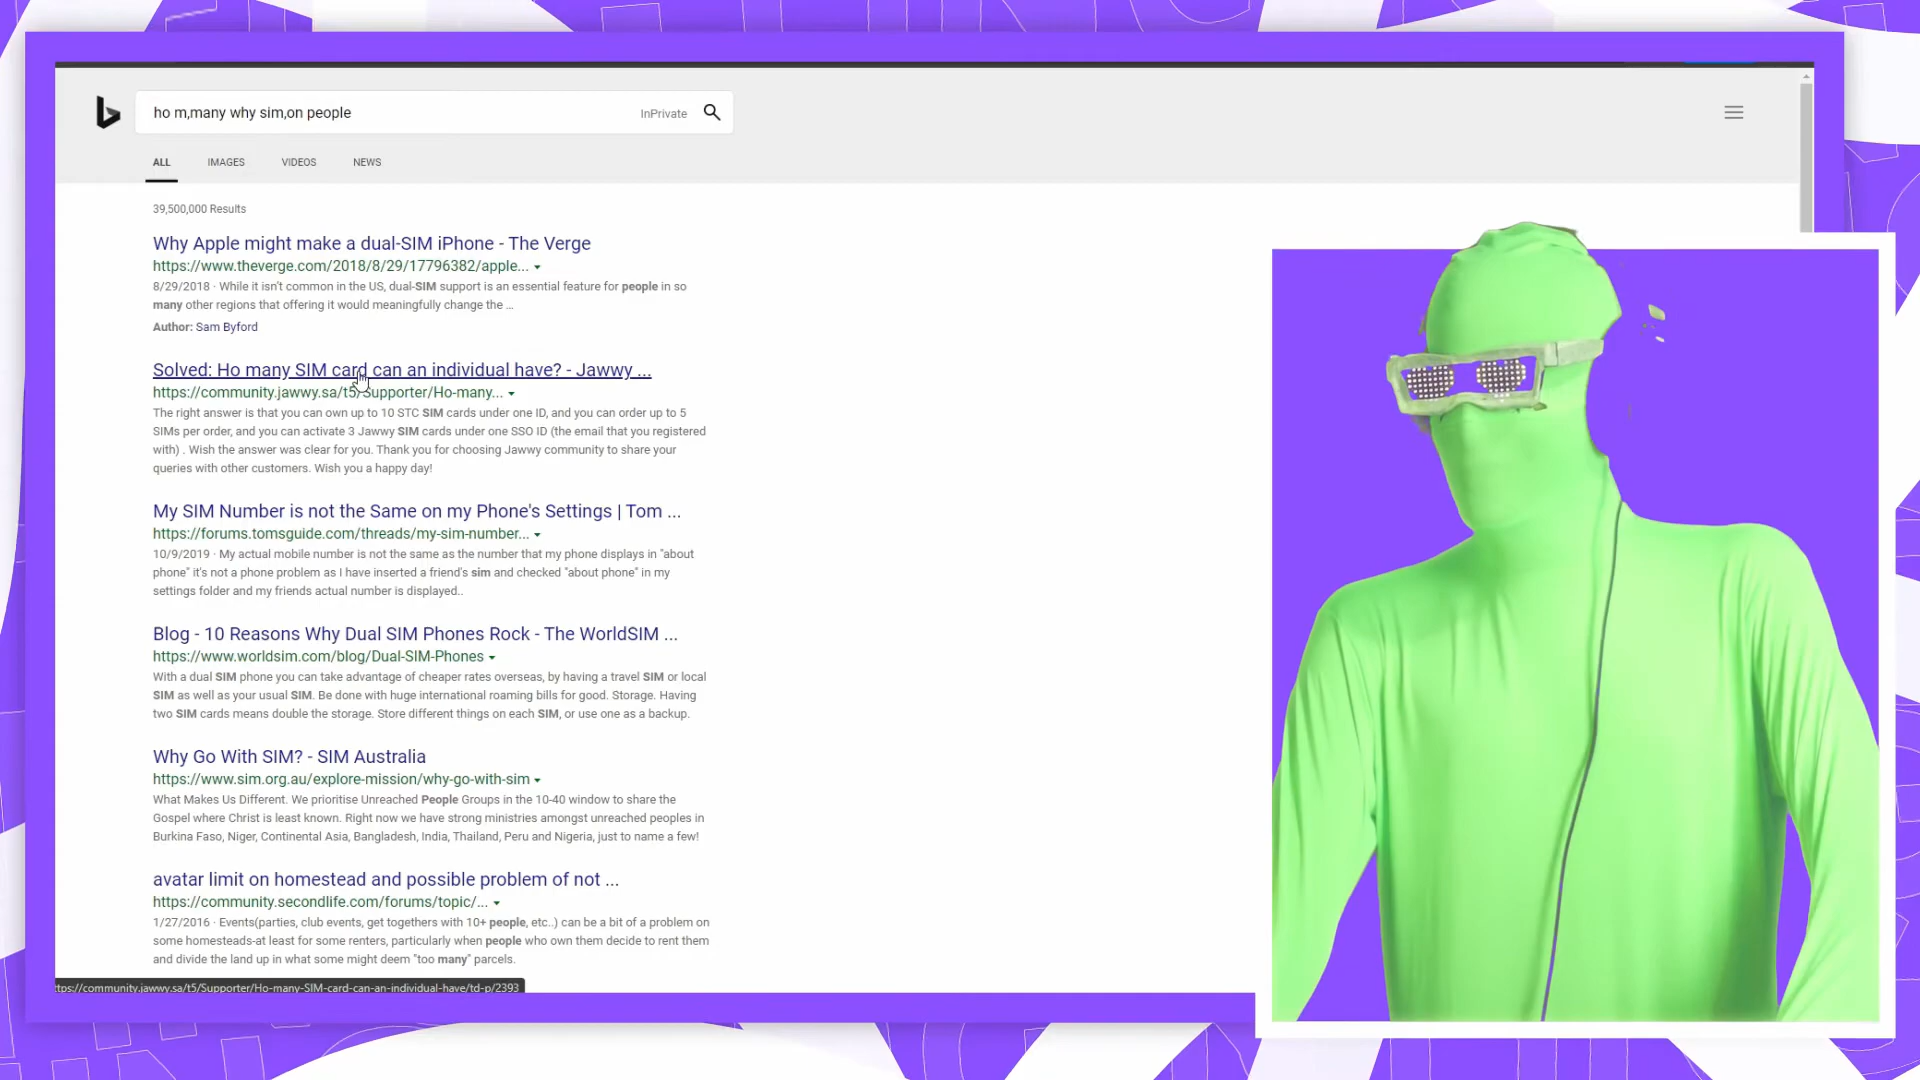 ho m,many why sim,on people
InPrivate
ALL IMAGES VIDEOS NEWS
39,500,000 Results
Why Apple might make a dual-SIM iPhone - The Verge
https://www.theverge.com/2018/8/29/17796382/apple...
8/29/2018 · While it isn't common in the US, dual-SIM support is an essential feature for people in so
many other regions that offering it would meaningfully change the ...
Author: Sam Byford
Solved: Ho many SIM card can an individual have? - Jawwy ...
https://community.jawwy.sa/t5/Supporter/Ho-many...
The right answer is that you can own up to 10 STC SIM cards under one ID, and you can order up to 5
SIMs per order, and you can activate 3 Jawwy SIM cards under one SSO ID (the email that you registered
with) . Wish the answer was clear for you. Thank you for choosing Jawwy community to share your
queries with other customers. Wish you a happy day!
My SIM Number is not the Same on my Phone's Settings | Tom ...
https://forums.tomsguide.com/threads/my-sim-number...
10/9/2019 · My actual mobile number is not the same as the number that my phone displays in "about
phone" it's not a phone problem as I have inserted a friend's sim and checked "about phone" in my
settings folder and my friends actual number is displayed..
Blog - 10 Reasons Why Dual SIM Phones Rock - The WorldSIM ...
https://www.worldsim.com/blog/Dual-SIM-Phones
With a dual SIM phone you can take advantage of cheaper rates overseas, by having a travel SIM or local
SIM as well as your usual SIM. Be done with huge international roaming bills for good. Storage. Having
two SIM cards means double the storage. Store different things on each SIM, or use one as a backup.
Why Go With SIM? - SIM Australia
https://www.sim.org.au/explore-mission/why-go-with-sim
What Makes Us Different. We prioritise Unreached People Groups in the 10-40 window to share the
Gospel where Christ is least known. Right now we have strong ministries amongst unreached peoples in
Burkina Faso, Niger, Continental Asia, Bangladesh, India, Thailand, Peru and Nigeria, just to name a few!
avatar limit on homestead and possible problem of not ...
https://community.secondlife.com/forums/topic/...
1/27/2016 · Events(parties, club events, get togethers with 10+ people, etc..) can be a bit of a problem on
some homesteads-at least for some renters, particularly when people who own them decide to rent them
and divide the land up in what some might deem "too many" parcels.
ttps://community.jawwy.sa/t5/Supporter/Ho-many-SIM-card-can-an-individual-have/td-p/2393